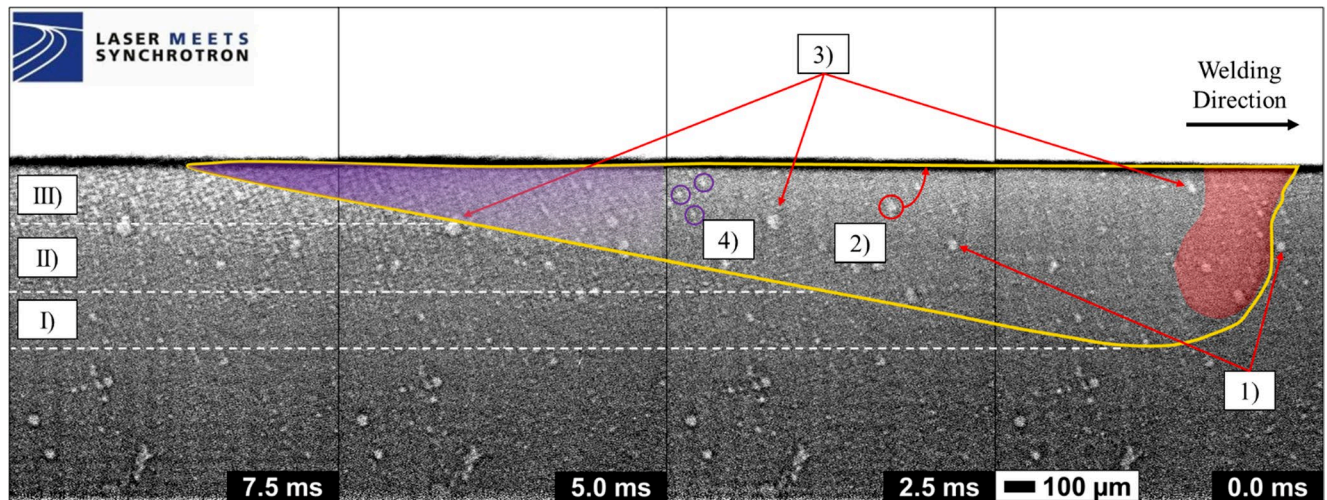 LASER MEETS
SYNCHROTRON
3)
Welding
Direction
III)
4)
2)
II)
I)
1)
7.5 ms
5.0 ms
2.5 ms
100 µm
0.0 ms